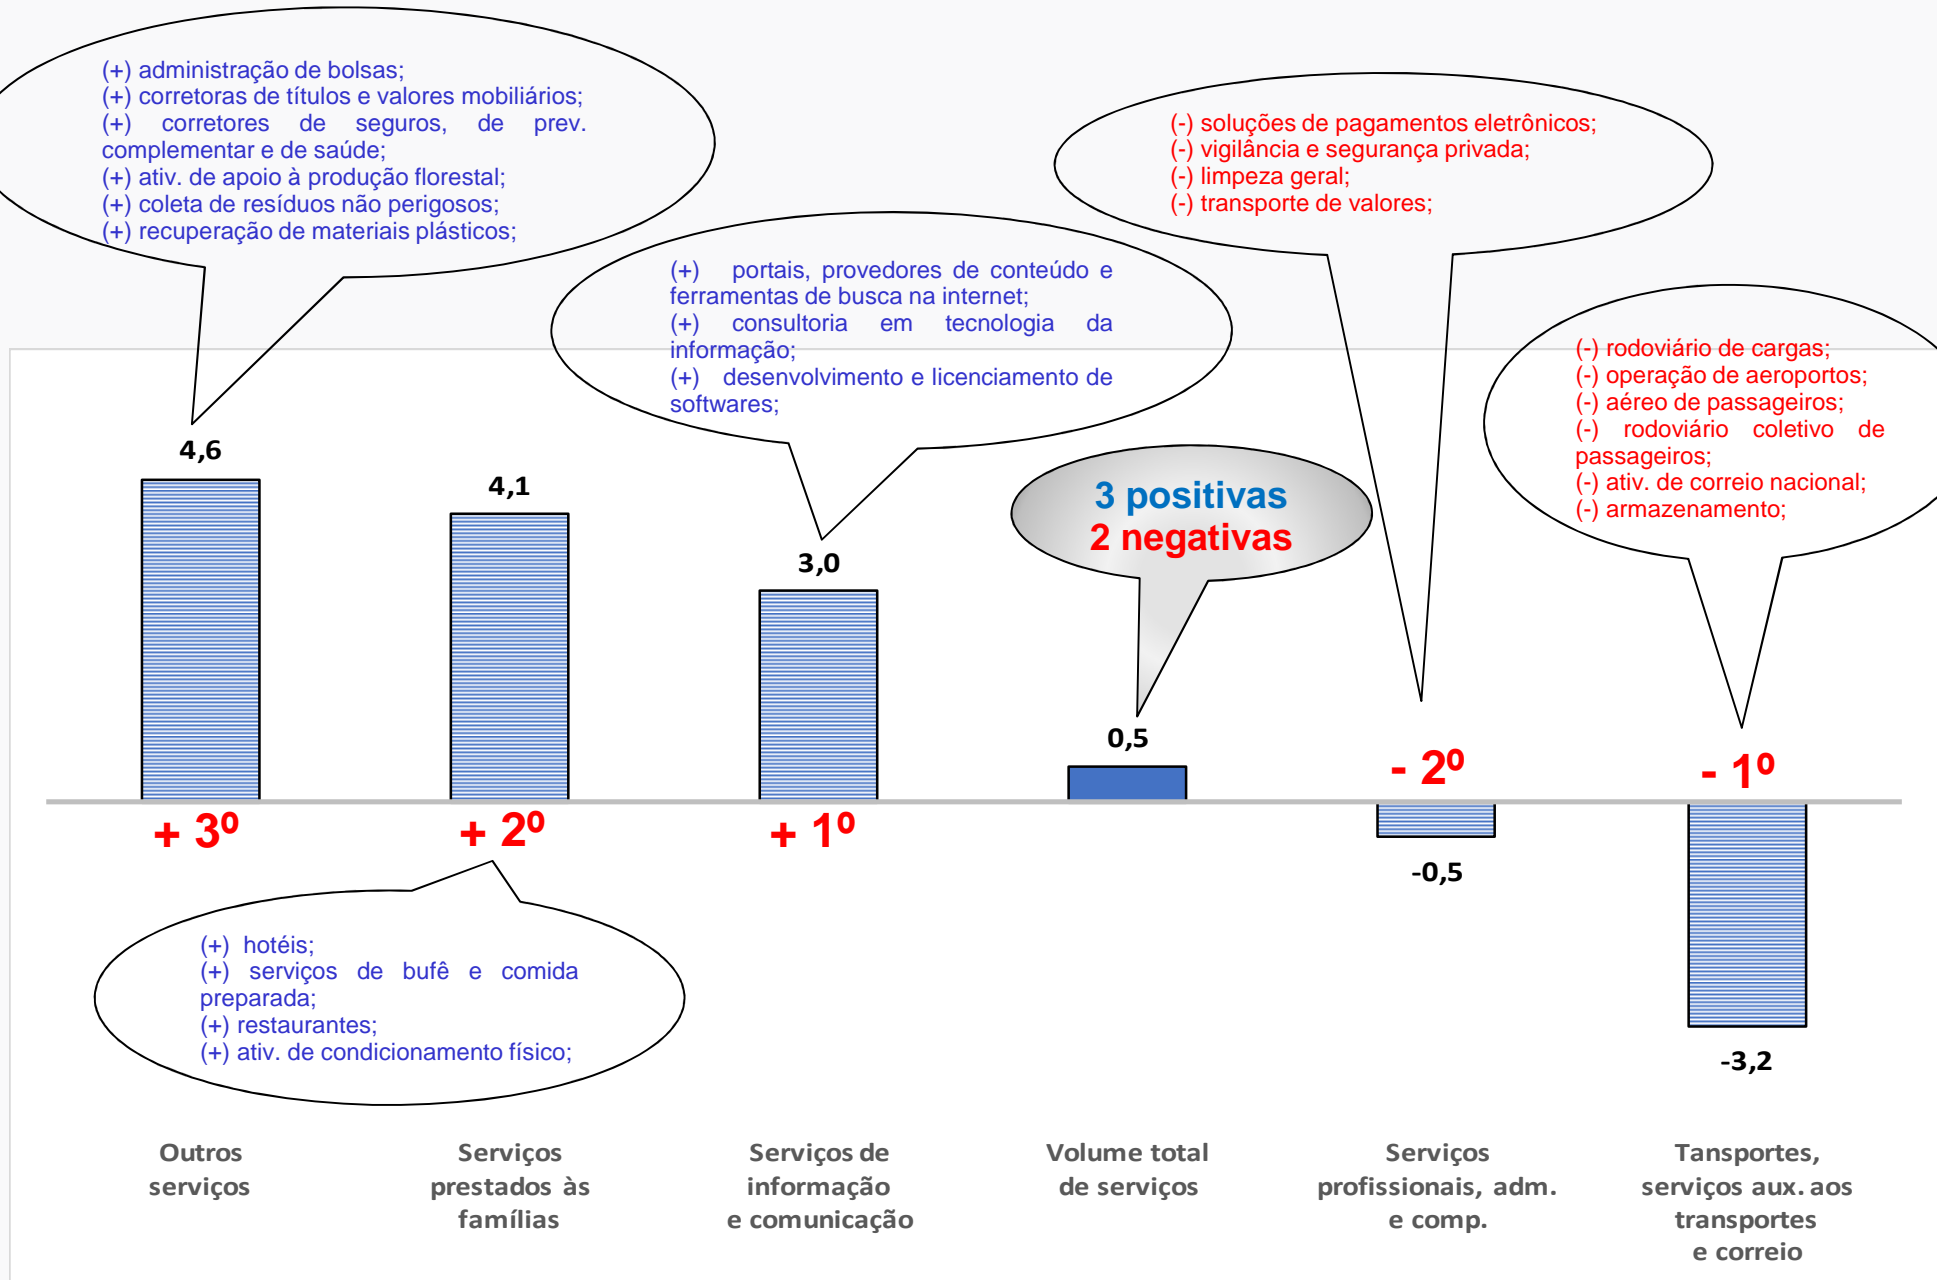 (+) administração de bolsas;
(+) corretoras de títulos e valores mobiliários;
(+) corretores de seguros, de prev.
complementar e de saúde;
(+) ativ. de apoio à produção florestal;
(+) coleta de resíduos não perigosos;
(+) recuperação de materiais plásticos;
(-) soluções de pagamentos eletrônicos;
(-) vigilância e segurança privada;
(-) limpeza geral;
(-) transporte de valores;
(+) portais, provedores de conteúdo e
ferramentas de busca na internet;
(+) consultoria em tecnologia da
informação;
(+) desenvolvimento e licenciamento de
softwares;
(-) rodoviário de cargas;
(-) operação de aeroportos;
(-) aéreo de passageiros;
(-) rodoviário coletivo de
passageiros;
(-) ativ. de correio nacional;
(-) armazenamento;
3 positivas
2 negativas
4,6
4,1
3,0
0,5
-0,5
-3,2
+ 3º
+ 2º
+ 1º
- 2º
- 1º
(+) hotéis;
(+) serviços de bufê e comida
preparada;
(+) restaurantes;
(+) ativ. de condicionamento físico;
Outros
serviços
Serviços
prestados às
famílias
Serviços de
informação
e comunicação
Volume total
de serviços
Serviços
profissionais, adm.
e comp.
Tansportes,
serviços aux. aos
transportes
e correio